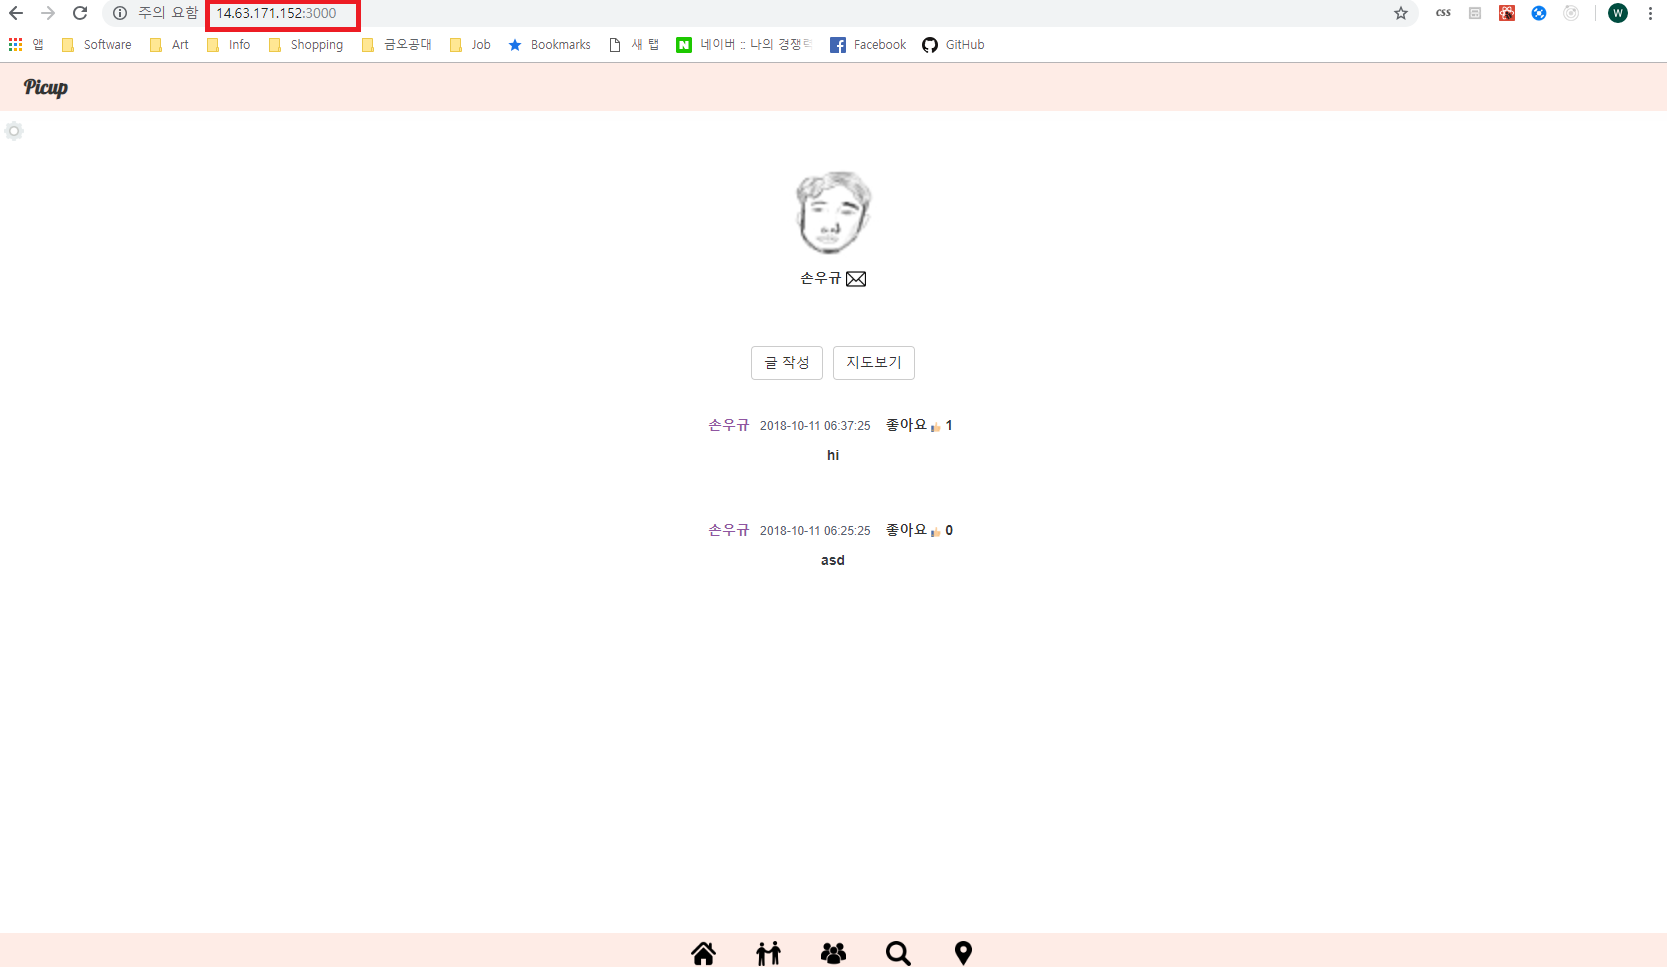 주의 요함 14.63.171.152:3000 css W
앱 Software Art Info Shopping 금오공대 Job Bookmarks 새 탭 N 네이버 :: 나의 경쟁력 Facebook GitHub
Picup
손우규
글 작성 지도보기
손우규 2018-10-11 06:37:25 좋아요 1
hi
손우규 2018-10-11 06:25:25 좋아요 0
asd